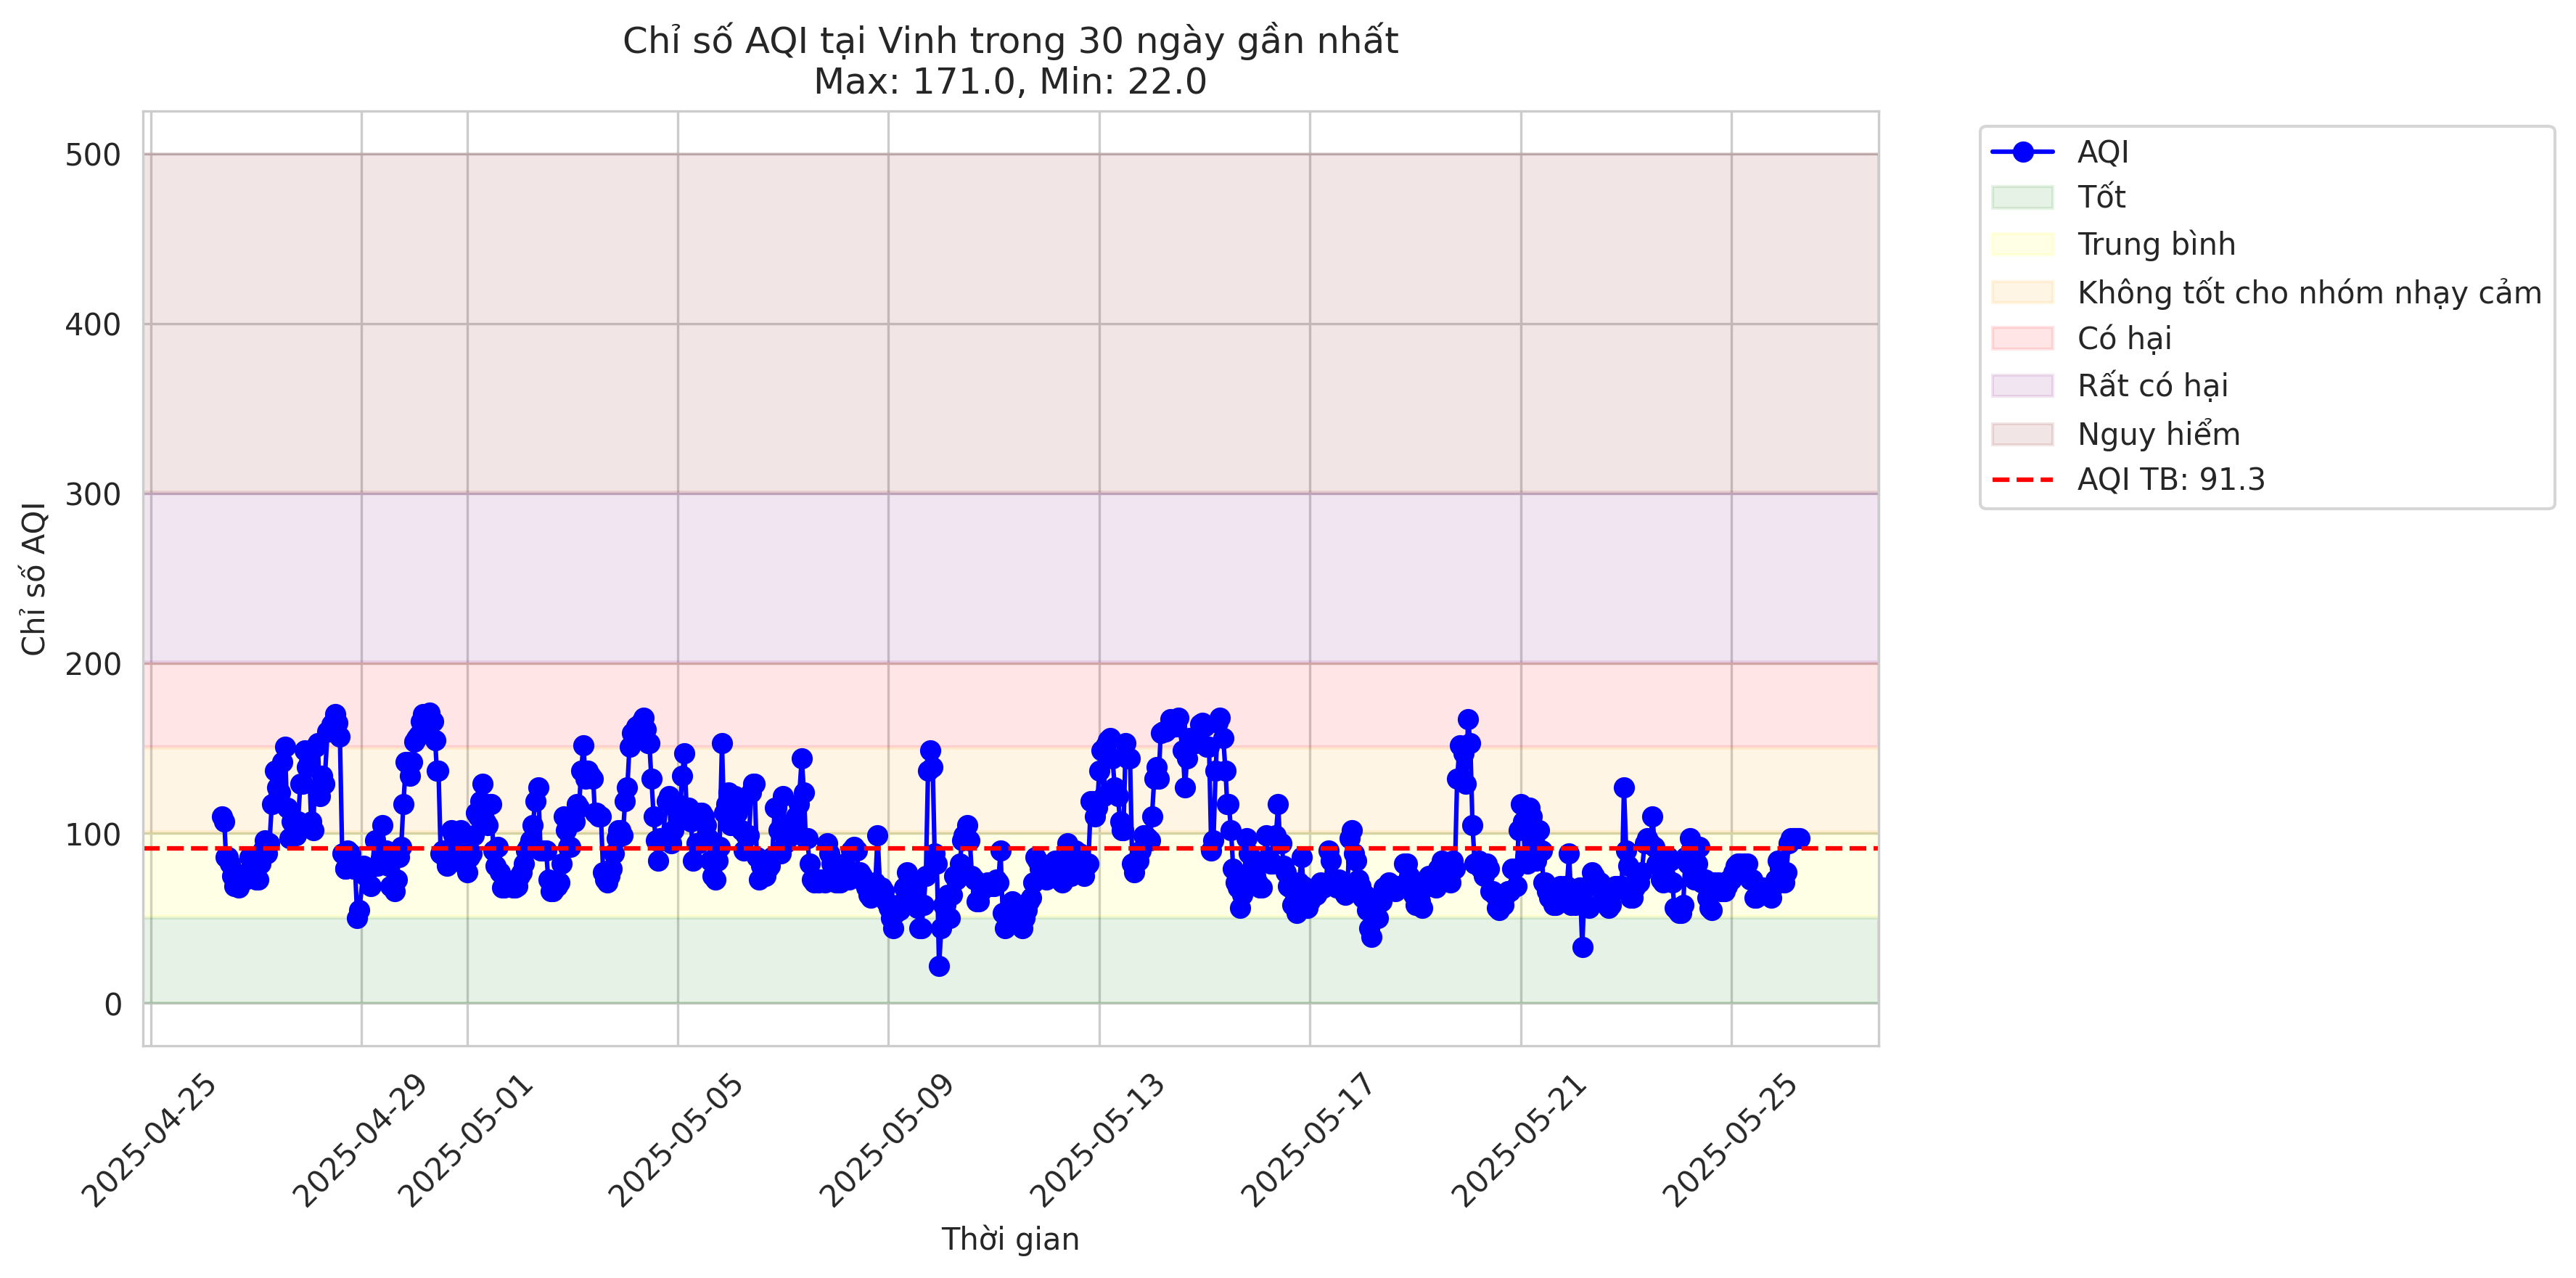 Chỉ số AQI tại Vinh trong 30 ngày gần nhất
Max: 171.0, Min: 22.0
Chỉ số AQI
500
400
300
200
100
0
2025-04-25
2025-04-29
2025-05-01
2025-05-05
2025-05-09
2025-05-13
2025-05-17
2025-05-21
2025-05-25
Thời gian
AQI
Tốt
Trung bình
Không tốt cho nhóm nhạy cảm
Có hại
Rất có hại
Nguy hiểm
AQI TB: 91.3